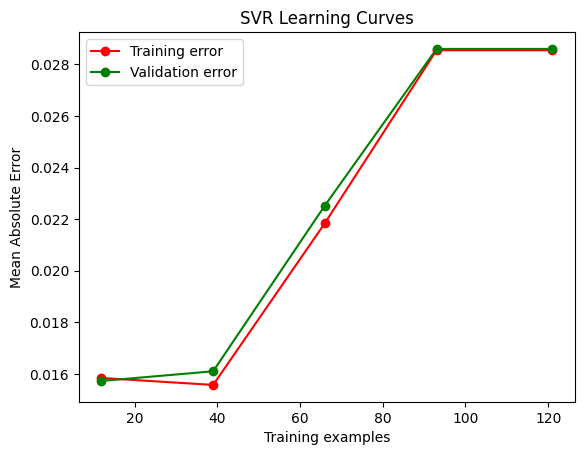 SVR Learning Curves
Training error
Validation error
Mean Absolute Error
0.028
0.026
0.024
0.022
0.020
0.018
0.016
20
40
60
80
100
120
Training examples